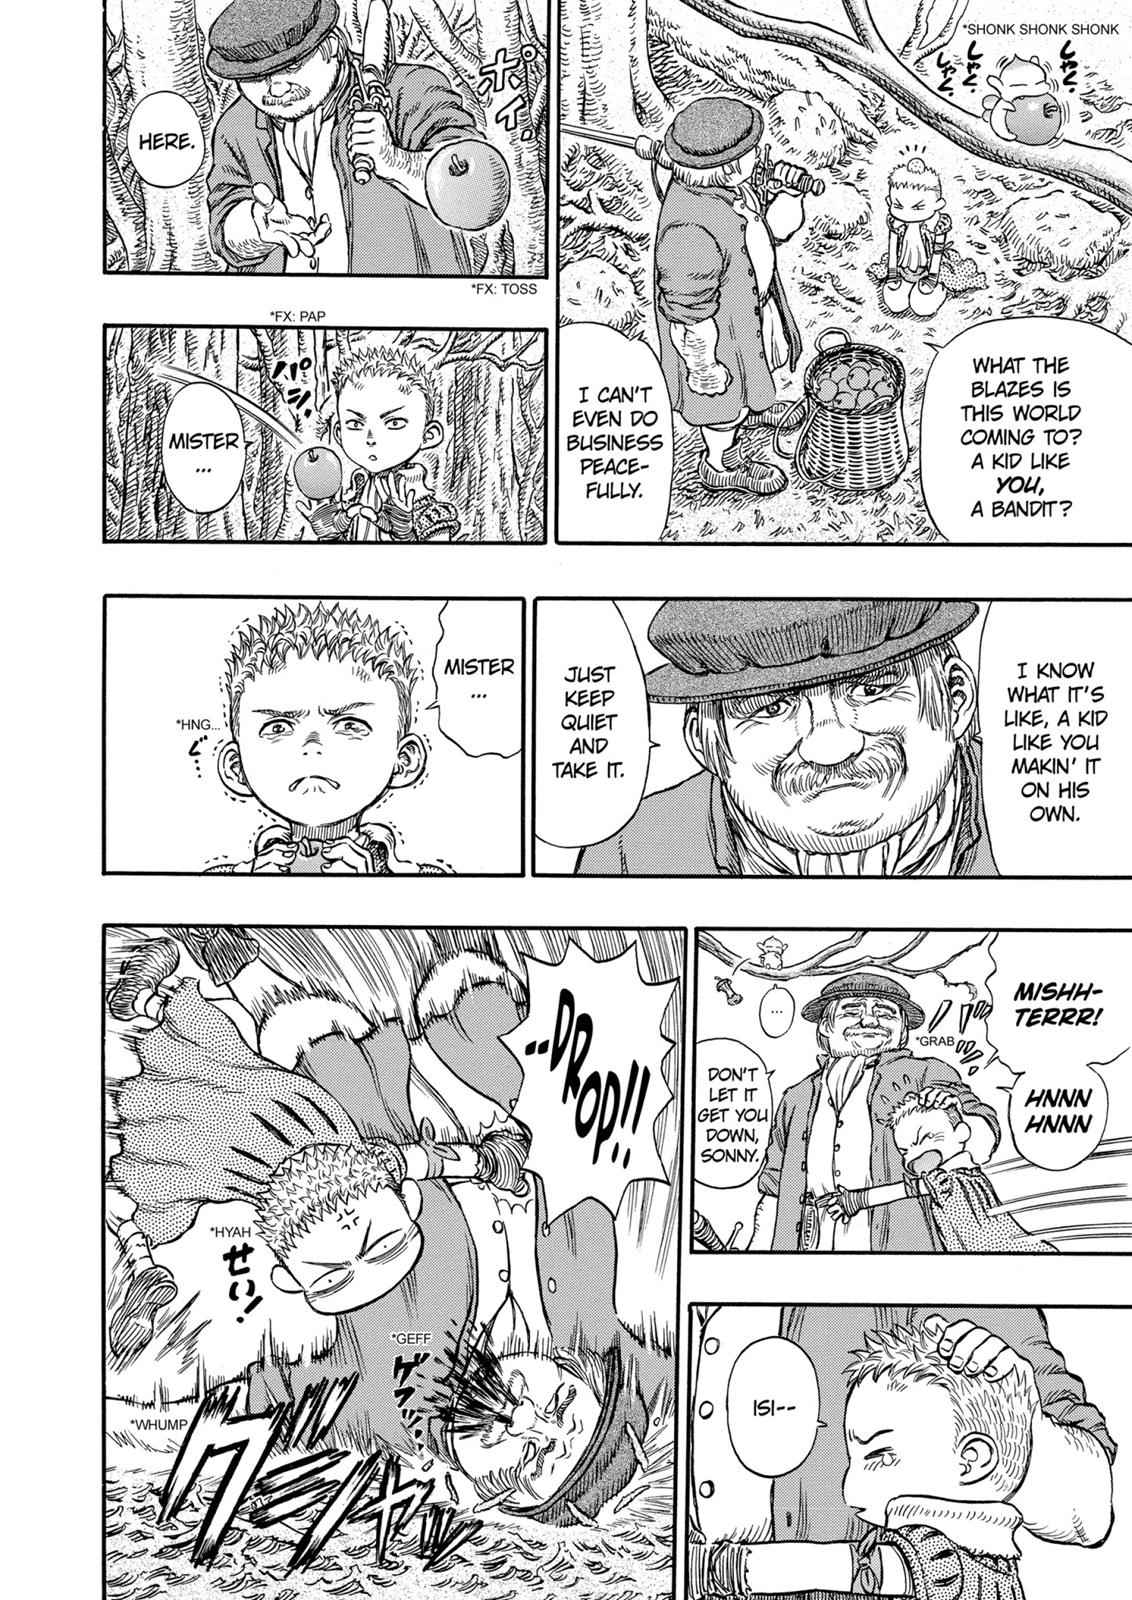 *SHONK SHONK SHONK
しゃく
しゃく
しゃく
WHAT THE
BLAZES IS
THIS WORLD
COMING TO?
A KID LIKE
YOU,
A BANDIT?
I CAN'T
EVEN DO
BUSINESS
PEACE-
FULLY.
HERE.
ポイ
*FX: TOSS
*FX: PAP
パシ
MISTER
...
I KNOW
WHAT IT'S
LIKE, A KID
LIKE YOU
MAKIN' IT
ON HIS
OWN.
JUST
KEEP
QUIET
AND
TAKE IT.
MISTER
...
*HNG...
ぐ…
MISHH-
TERRR!
HNNN
HNNN
*GRAB
...
DON'T
LET IT
GET YOU
DOWN,
SONNY.
ISI--
--DROP!!
*HYAH
せい!
*GEFF
ゲフッ
*WHUMP
グシャッ